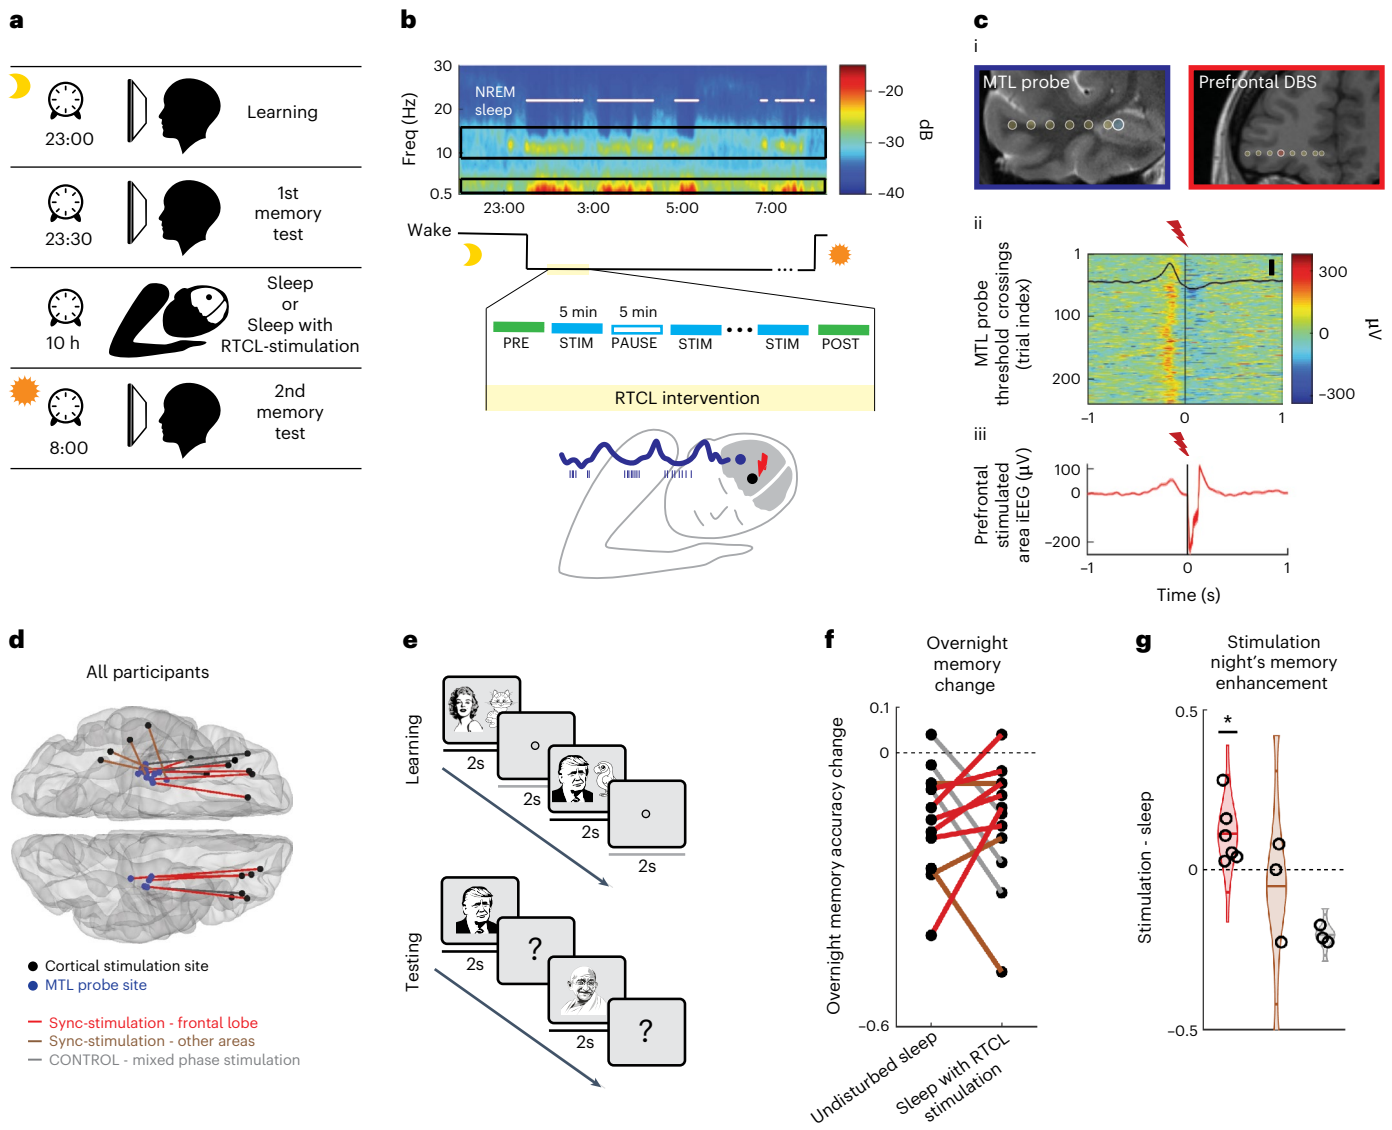 a
23:00
Learning
23:30
1st
memory
test
10 h
Sleep
or
Sleep with
RTCL-stimulation
8:00
2nd
memory
test
b
Freq (Hz)
30
20
10
0.5
NREM
sleep
23:00
3:00
5:00
7:00
−20
−30
−40
dB
Wake
...
5 min
5 min
PRE
STIM
PAUSE
STIM
STIM
POST
RTCL intervention
c
i
MTL probe
Prefrontal DBS
ii
MTL probe
threshold crossings
(trial index)
1
100
200
−1
0
1
300
0
−300
µV
iii
Prefrontal
stimulated
area iEEG (µV)
100
0
−200
−1
0
1
Time (s)
d
All participants
Cortical stimulation site
MTL probe site
Sync-stimulation - frontal lobe
Sync-stimulation - other areas
CONTROL - mixed phase stimulation
e
Learning
2s
2s
2s
2s
Testing
2s
?
2s
?
f
Overnight
memory
change
Overnight memory accuracy change
0.1
0
−0.6
Undisturbed sleep
Sleep with RTCL
stimulation
g
Stimulation
night's memory
enhancement
Stimulation - sleep
0.5
0
−0.5
*